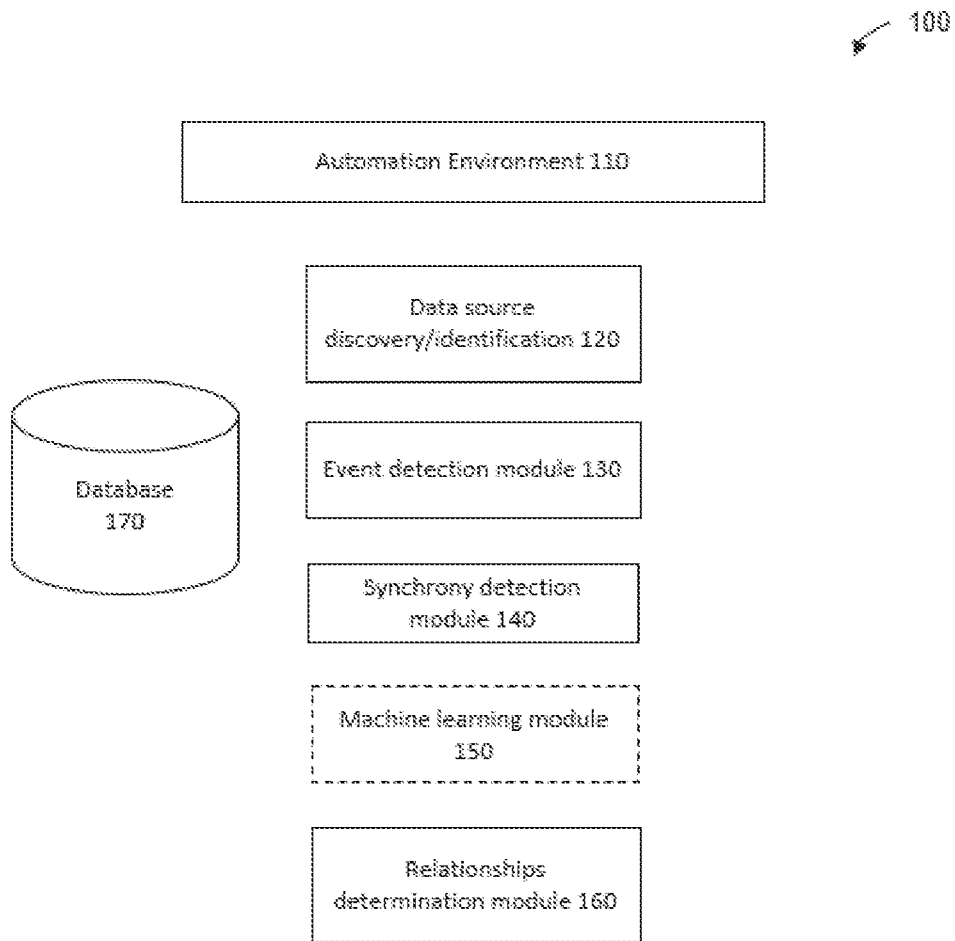 100
Automation Environment 110
Data source
discovery/identification 120
Event detection module 130
Database
170
Synchrony detection
module 140
Machine learning module
150
Relationships
determination module 160